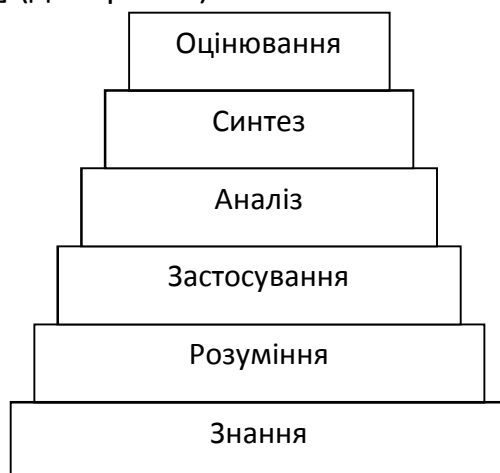 Оцінювання
Синтез
Аналіз
Застосування
Розуміння
Знання